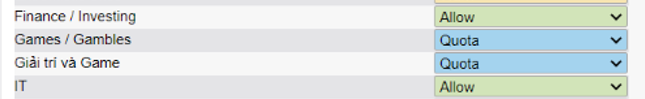 Finance / Investing Allow
Games / Gambles Quota
Giải trí và Game Quota
IT Allow